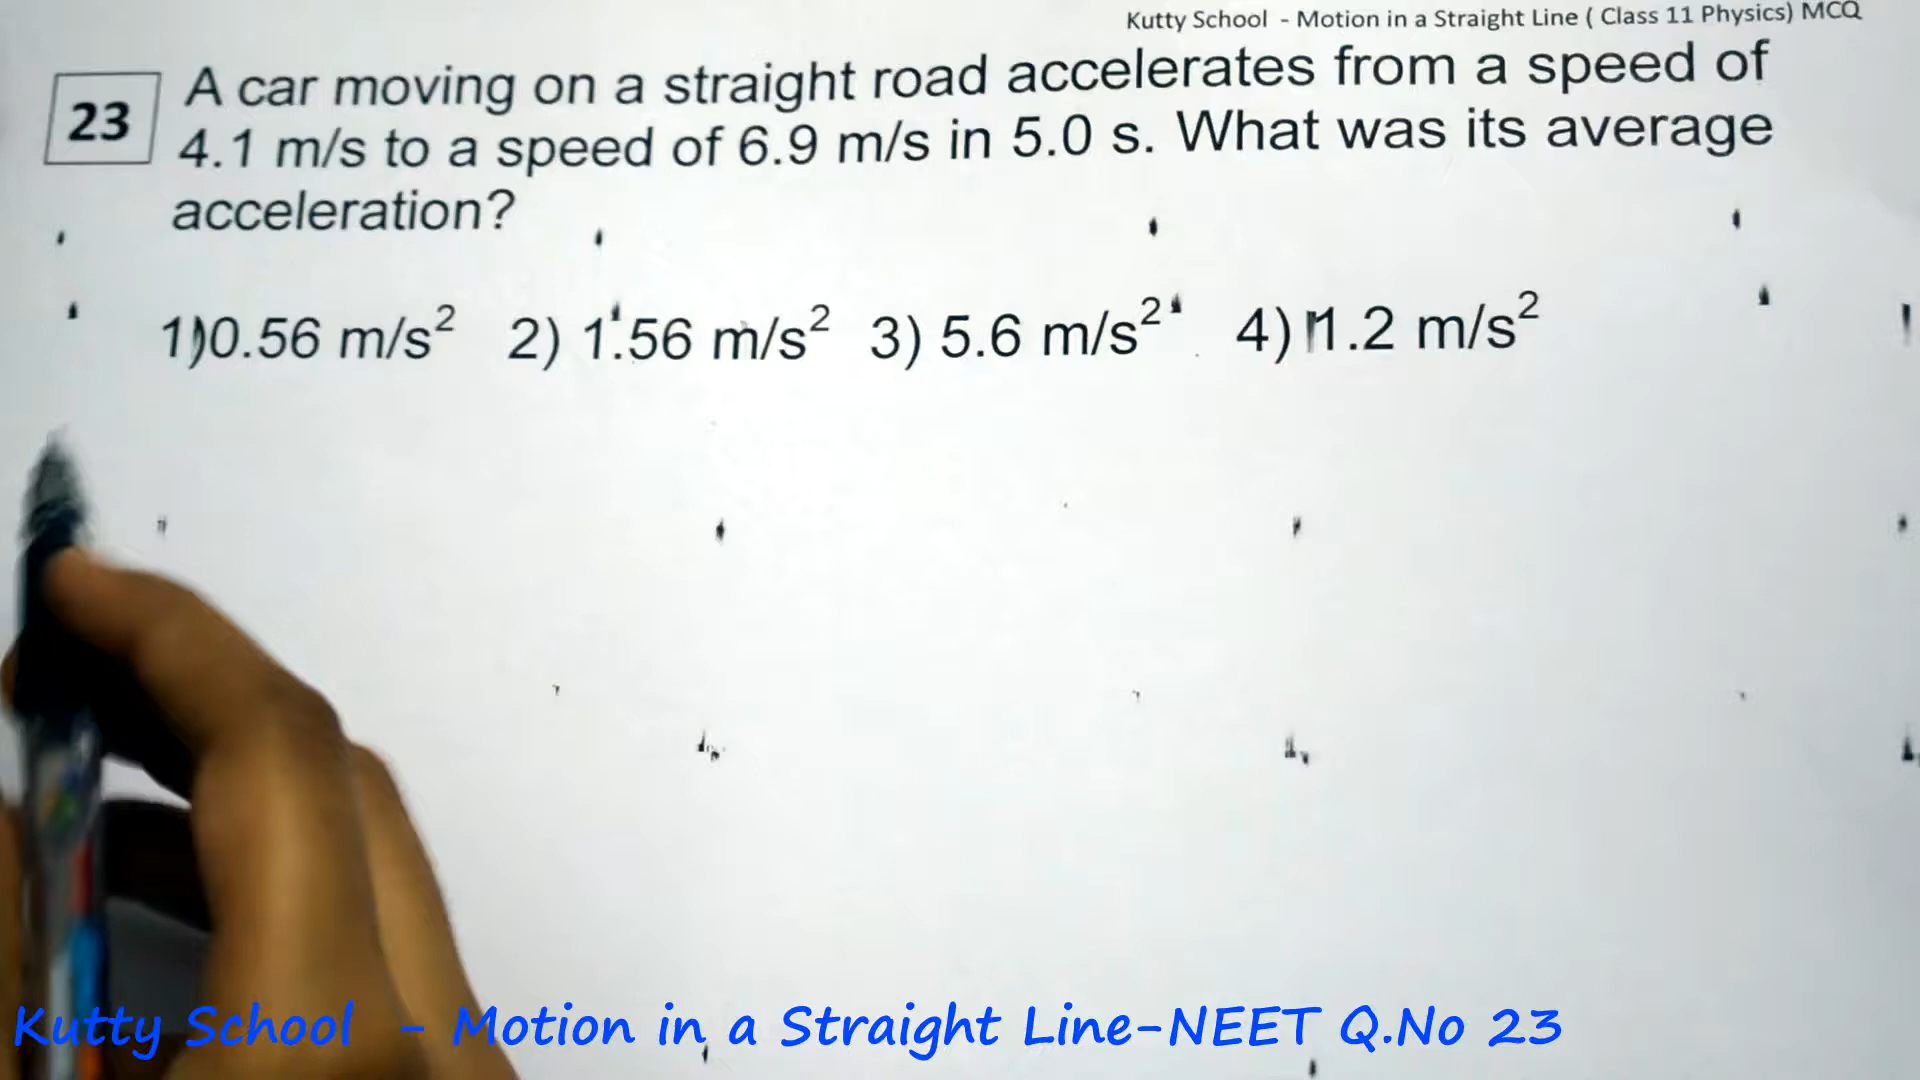 Kutty School - Motion in a Straight Line ( Class 11 Physics) MCQ
23
A car moving on a straight road accelerates from a speed of
4.1 m/s to a speed of 6.9 m/s in 5.0 s. What was its average
acceleration?
1) 0.56 m/s² 2) 1.56 m/s² 3) 5.6 m/s² 4) 1.2 m/s²
Kutty School - Motion in a Straight Line-NEET Q.No 23